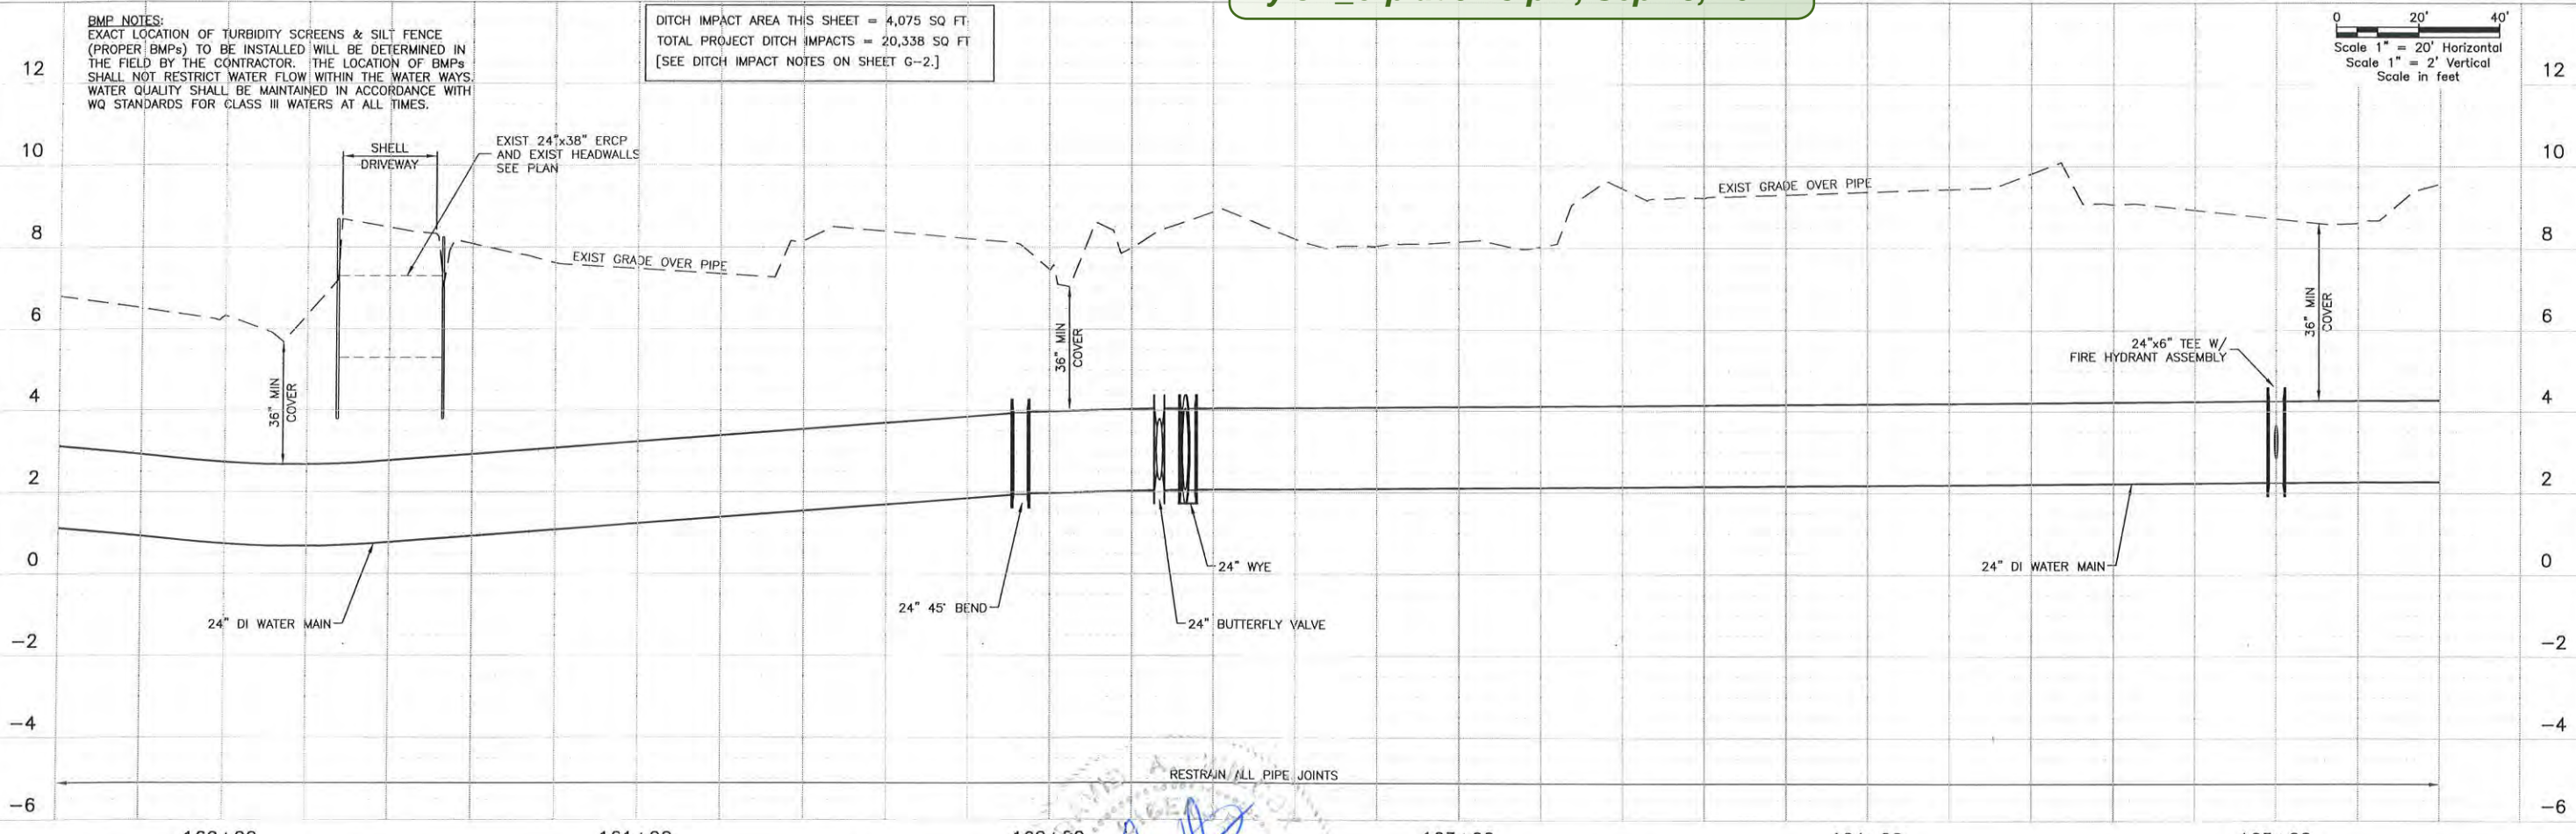 BMP NOTES:
EXACT LOCATION OF TURBIDITY SCREENS & SILT FENCE
(PROPER BMPs) TO BE INSTALLED WILL BE DETERMINED IN
THE FIELD BY THE CONTRACTOR. THE LOCATION OF BMPs
SHALL NOT RESTRICT WATER FLOW WITHIN THE WATER WAYS.
WATER QUALITY SHALL BE MAINTAINED IN ACCORDANCE WITH
WQ STANDARDS FOR CLASS III WATERS AT ALL TIMES.
DITCH IMPACT AREA THIS SHEET = 4,075 SQ FT
TOTAL PROJECT DITCH IMPACTS = 20,338 SQ FT
[SEE DITCH IMPACT NOTES ON SHEET G-2.]
0 20' 40'
Scale 1" = 20' Horizontal
Scale 1" = 2' Vertical
Scale in feet
12 12
10 10
8 8
6 6
4 4
2 2
0 0
-2 -2
-4 -4
-6 -6
SHELL
DRIVEWAY
EXIST 24"x38" ERCP
AND EXIST HEADWALLS
SEE PLAN
EXIST GRADE OVER PIPE
EXIST GRADE OVER PIPE
36" MIN
COVER
36" MIN
COVER
36" MIN
COVER
24"x6" TEE W/
FIRE HYDRANT ASSEMBLY
24" DI WATER MAIN
24" 45° BEND
24" WYE
24" BUTTERFLY VALVE
24" DI WATER MAIN
RESTRAIN ALL PIPE JOINTS